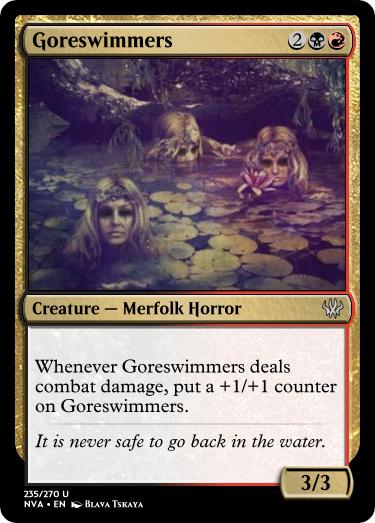 Goreswimmers 2
Creature — Merfolk Horror
Whenever Goreswimmers deals
combat damage, put a +1/+1 counter
on Goreswimmers.
It is never safe to go back in the water.
3/3
235/270 U
NVA • EN Blava Tskaya